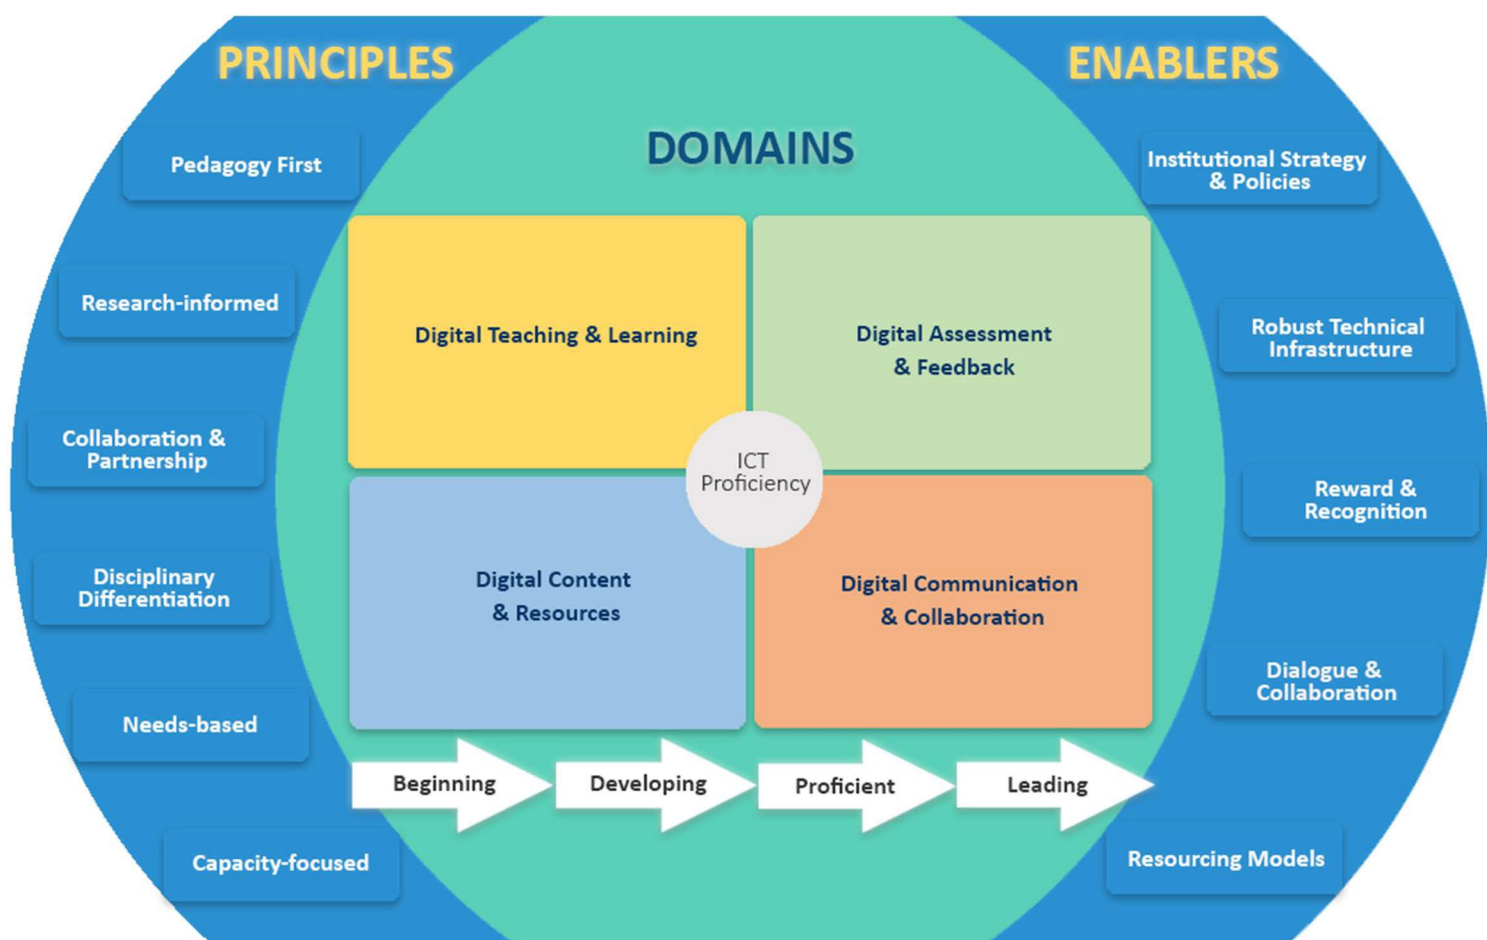 PRINCIPLES
Pedagogy First
Research-informed
Collaboration &
Partnership
Disciplinary
Differentiation
Needs-based
Capacity-focused
DOMAINS
Digital Teaching & Learning
Digital Assessment
& Feedback
ICT
Proficiency
Digital Content
& Resources
Digital Communication
& Collaboration
Beginning
Developing
Proficient
Leading
ENABLERS
Institutional Strategy
& Policies
Robust Technical
Infrastructure
Reward &
Recognition
Dialogue &
Collaboration
Resourcing Models